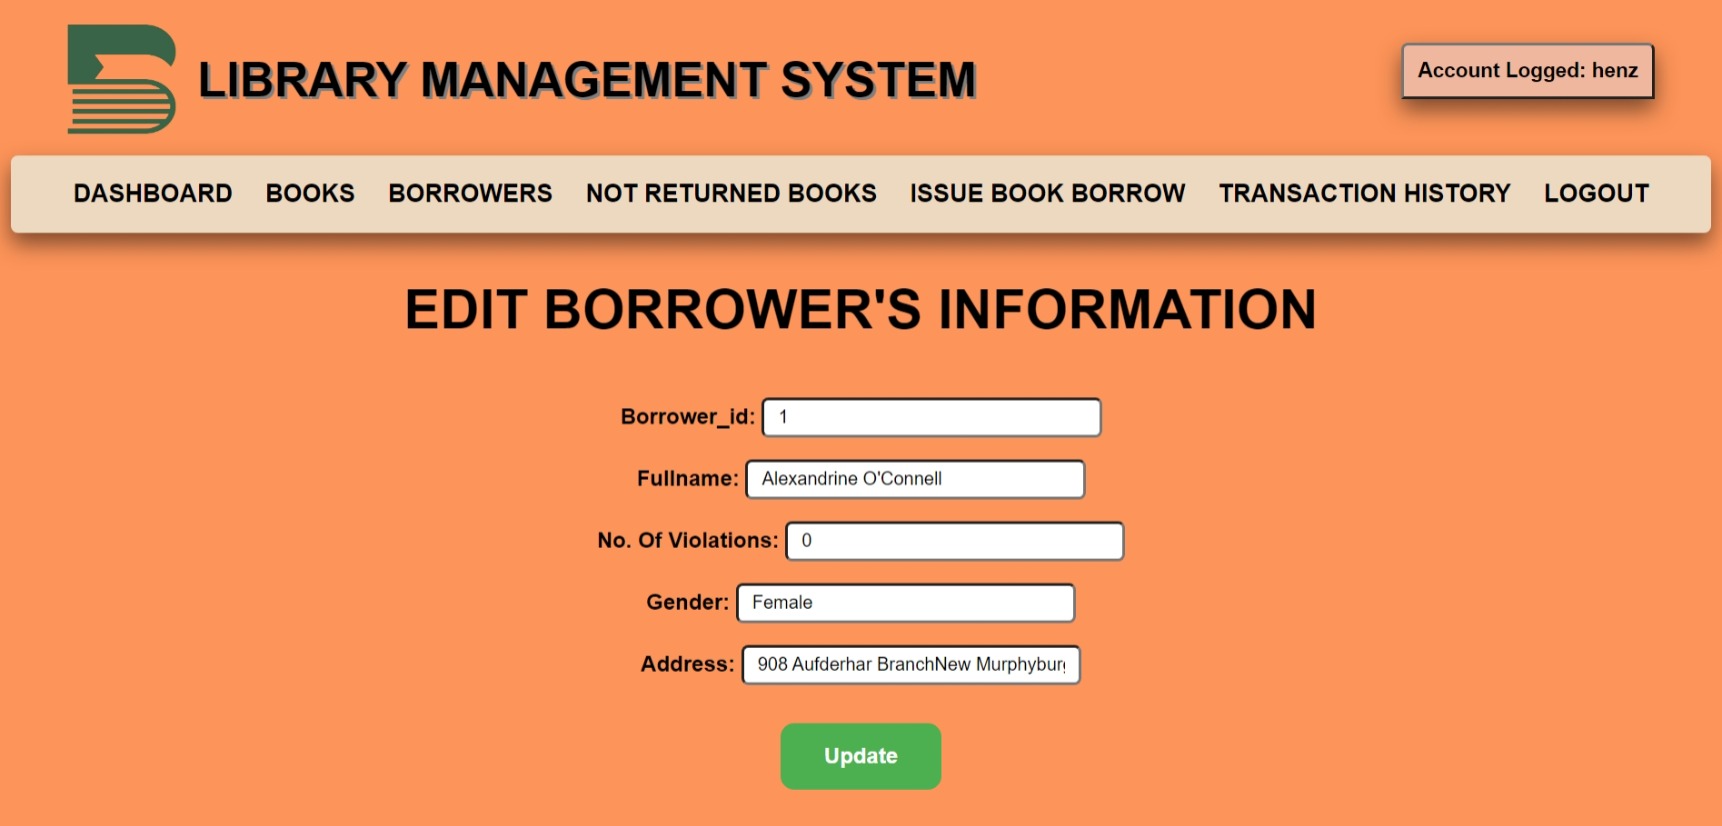 LIBRARY MANAGEMENT SYSTEM
Account Logged: henz
DASHBOARD BOOKS BORROWERS NOT RETURNED BOOKS ISSUE BOOK BORROW TRANSACTION HISTORY LOGOUT
EDIT BORROWER'S INFORMATION
Borrower_id: 1
Fullname: Alexandrine O'Connell
No. Of Violations: 0
Gender: Female
Address: 908 Aufderhar BranchNew Murphybur
Update